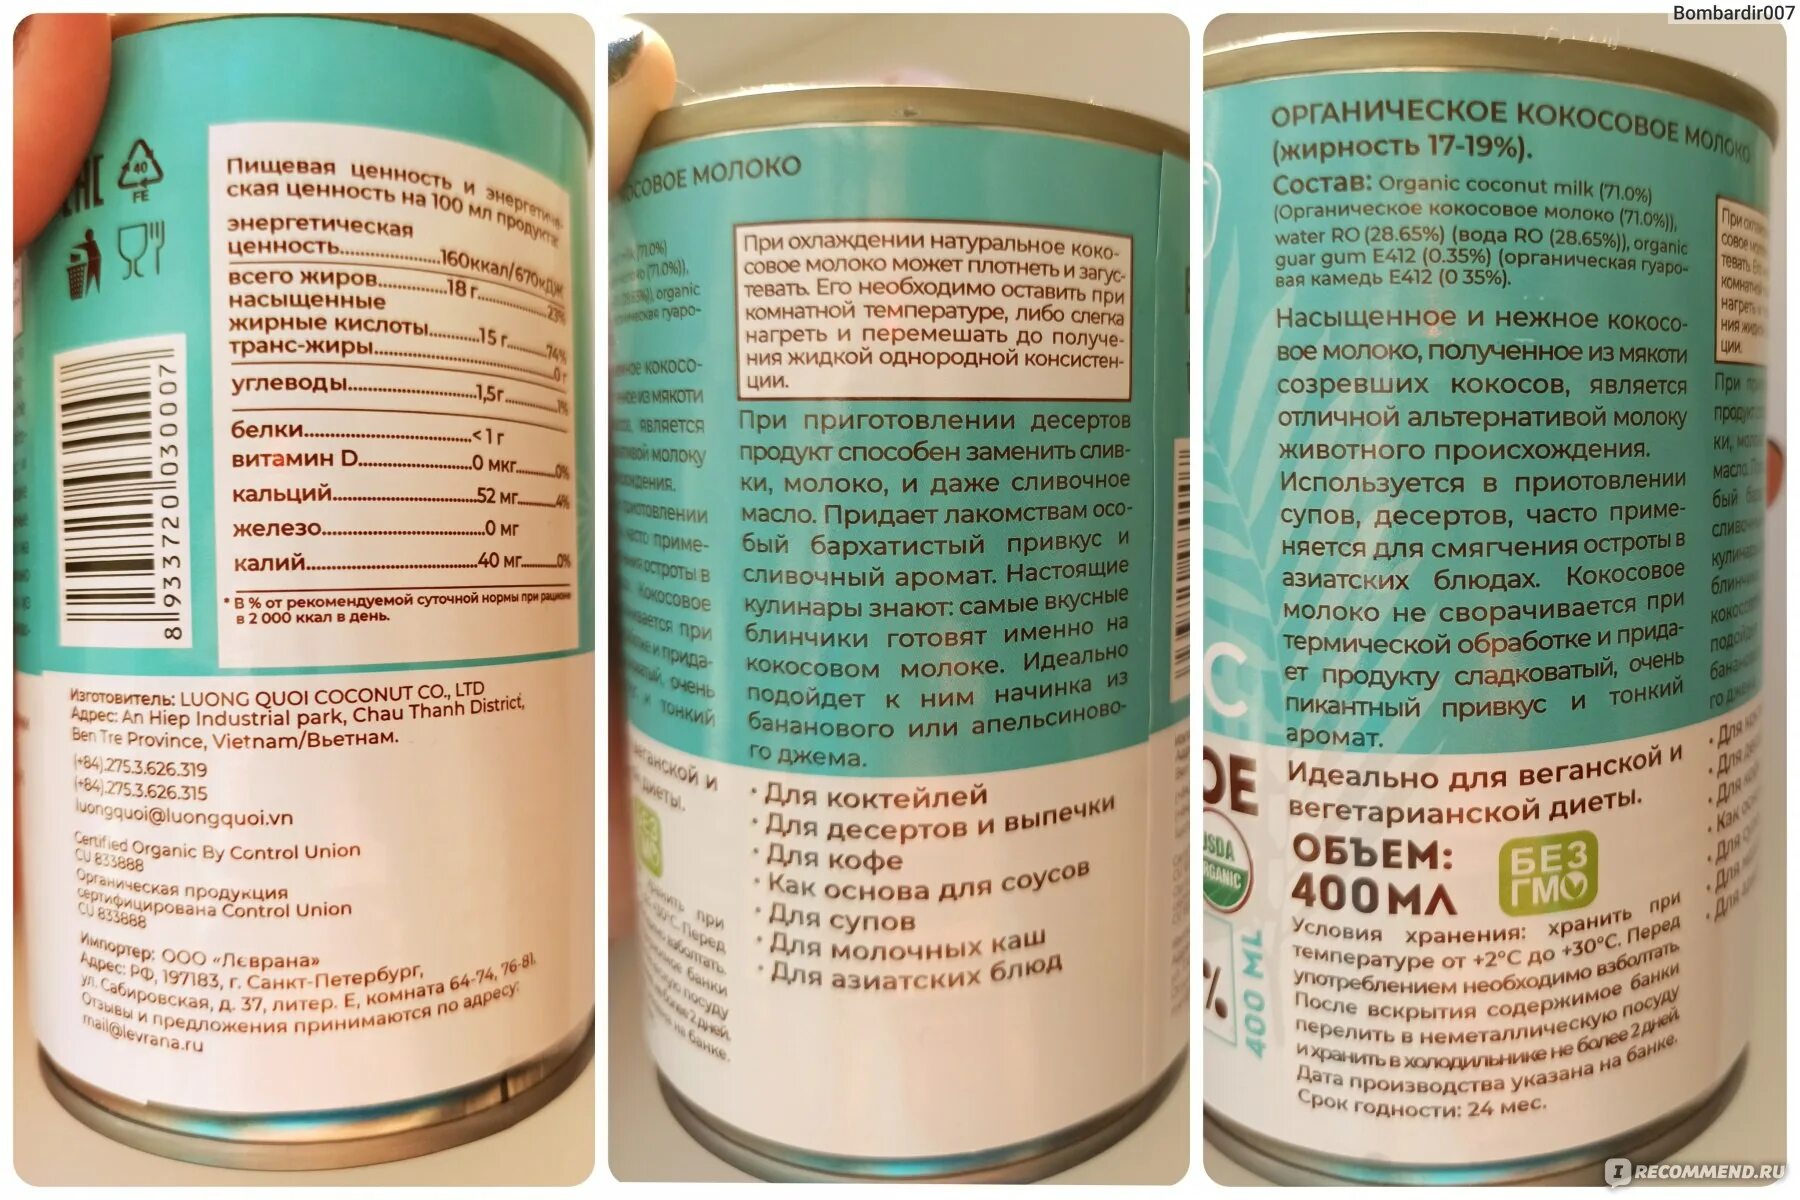 Bombardir007
EAC
40
FE
Пищевая ценность и энергетиче-
ская ценность на 100 мл продукта:
энергетическая
ценность.....160ккал/670кДж
всего жиров.....18 г.....23%
насыщенные
жирные кислоты.....15 г.....74%
транс-жиры.....0 г
углеводы.....1,5г.....1%
белки.....<1 г
витамин D.....0 мкг.....0%
кальций.....52 мг.....4%
железо.....0 мг
калий.....40 мг.....0%
* В % от рекомендуемой суточной нормы при рационе
в 2 000 ккал в день.
8 933720 030007
Изготовитель: LUONG QUOI COCONUT CO., LTD
Адрес: An Hiep Industrial park, Chau Thanh District,
Ben Tre Province, Vietnam/Вьетнам.
(+84).275.3.626.319
(+84).275.3.626.315
luongquoi@luongquoi.vn
Certified Organic By Control Union
CU 833888
Органическая продукция
сертифицирована Control Union
CU 833888
Импортер: ООО «Лєврана»
Адрес: РФ, 197183, г. Санкт-Петербург,
ул. Сабировская, д. 37, литер. Е, комната 64-74, 76-81.
Отзывы и предложения принимаются по адресу:
mail@levrana.ru
КОСОВОЕ МОЛОКО
При охлаждении натуральное коко-
совое молоко может плотнеть и загус-
тевать. Его необходимо оставить при
комнатной температуре, либо слегка
нагреть и перемешать до получе-
ния жидкой однородной консистен-
ции.
При приготовлении десертов
продукт способен заменить слив-
ки, молоко, и даже сливочное
масло. Придает лакомствам осо-
бый бархатистый привкус и
сливочный аромат. Настоящие
кулинары знают: самые вкусные
блинчики готовят именно на
кокосовом молоке. Идеально
подойдет к ним начинка из
бананового или апельсиново-
го джема.
· Для коктейлей
· Для десертов и выпечки
· Для кофе
· Как основа для соусов
· Для супов
· Для молочных каш
· Для азиатских блюд
ОРГАНИЧЕСКОЕ КОКОСОВОЕ МОЛОКО
(жирность 17-19%).
Состав: Organic coconut milk (71.0%)
(Органическое кокосовое молоко (71.0%)),
water RO (28.65%) (вода RO (28.65%)), organic
guar gum E412 (0.35%) (органическая гуаро-
вая камедь Е412 (0 35%).
Насыщенное и нежное кокосо-
вое молоко, полученное из мякоти
созревших кокосов, является
отличной альтернативой молоку
животного происхождения.
Используется в приотовлении
супов, десертов, часто приме-
няется для смягчения остроты в
азиатских блюдах. Кокосовое
молоко не сворачивается при
термической обработке и прида-
ет продукту сладковатый, очень
пикантный привкус и тонкий
аромат.
Идеально для веганской и
вегетарианской диеты.
ОБЪЕМ:
400МЛ
БЕЗ
ГМО
USDA
ORGANIC
400 ML
Условия хранения: хранить при
температуре от +2°С до +30°С. Перед
употреблением необходимо взболтать.
После вскрытия содержимое банки
перелить в неметаллическую посуду
и хранить в холодильнике не более 2 дней.
Дата производства указана на банке.
Срок годности: 24 мес.
IRECOMMEND.RU